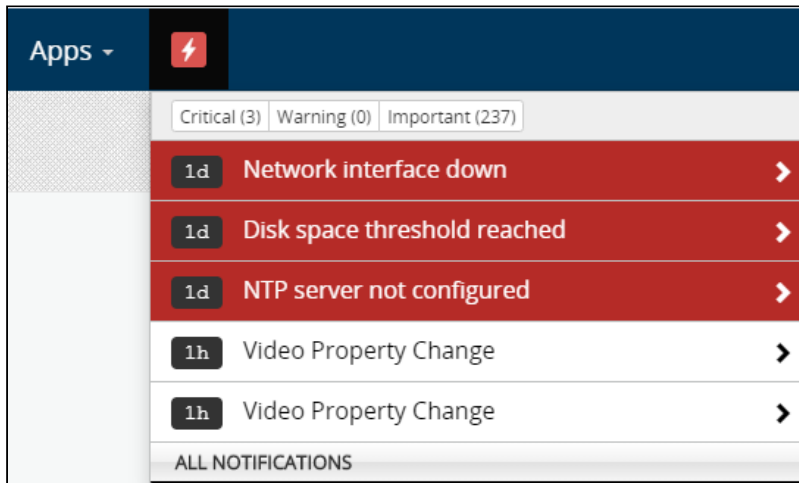 Apps
Critical (3) Warning (0) Important (237)
1d Network interface down
1d Disk space threshold reached
1d NTP server not configured
1h Video Property Change
1h Video Property Change
ALL NOTIFICATIONS